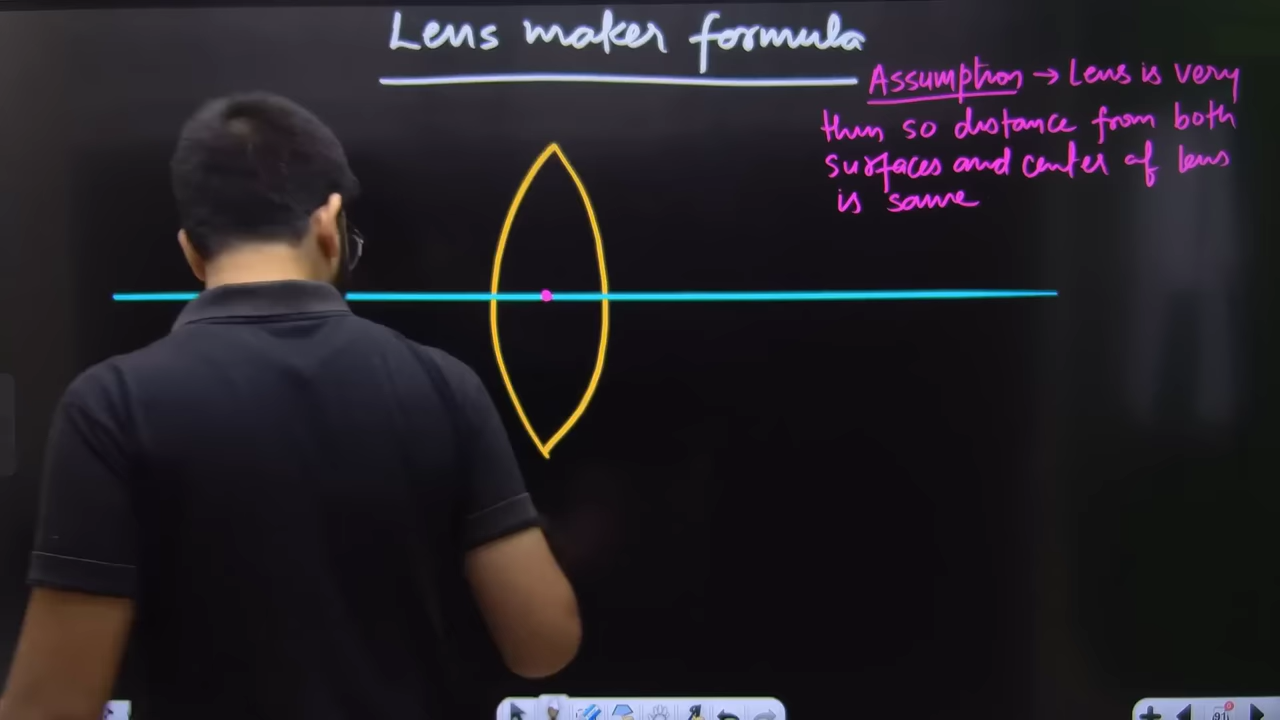 Lens maker formula
Assumption → Lens is very
thin so distance from both
surfaces and center of lens
is same
91